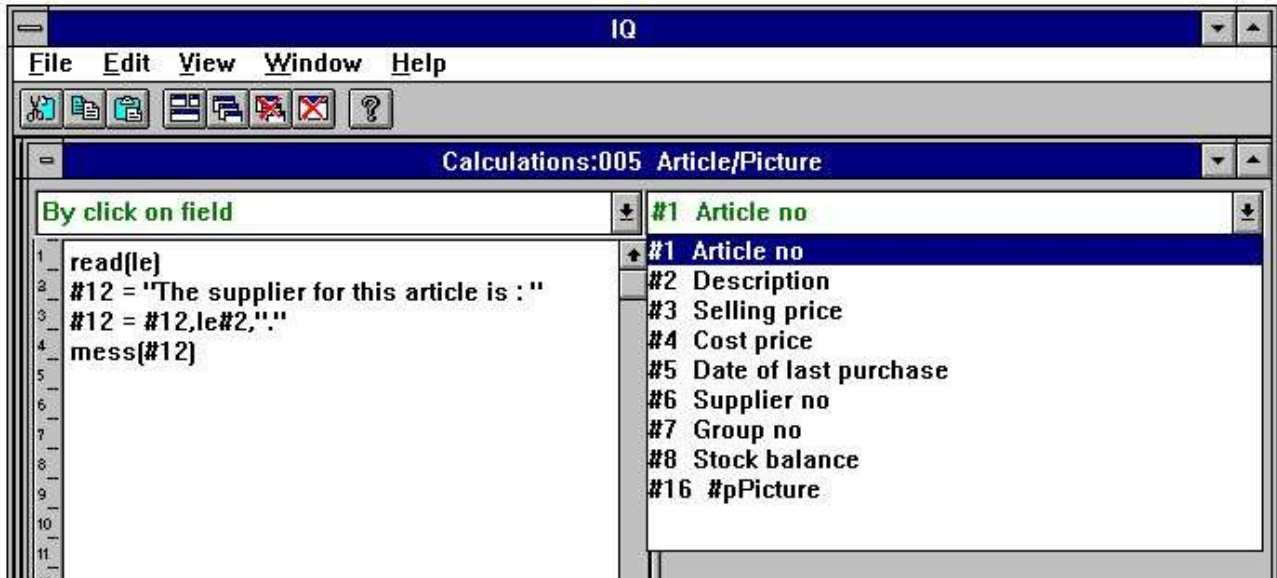 IQ
File Edit View Window Help
Calculations:005 Article/Picture
By click on field
#1 Article no
1 read(le)
2 #12 = "The supplier for this article is : "
3 #12 = #12,le#2,"."
4 mess(#12)
5
6
7
8
9
10
11
#1 Article no
#2 Description
#3 Selling price
#4 Cost price
#5 Date of last purchase
#6 Supplier no
#7 Group no
#8 Stock balance
#16 #pPicture